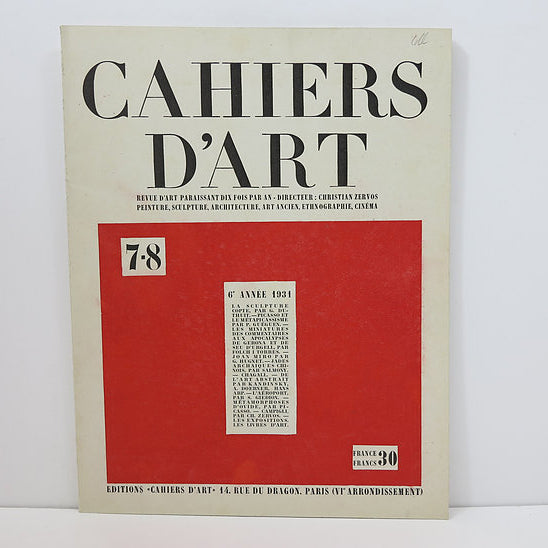 CAHIERS
D'ART
REVUE D'ART PARAISSANT DIX FOIS PAR AN - DIRECTEUR : CHRISTIAN ZERVOS
PEINTURE, SCULPTURE, ARCHITECTURE, ART ANCIEN, ETHNOGRAPHIE, CINÉMA
7-8
6e ANNÉE 1931
LA SCULPTURE
COPTE, PAR G. DU-
THUIT. — PICASSO ET
LE MÉTAPICASSISME
PAR P. GUÉGUEN. —
LES MINIATURES
DES COMMENTAIRES
AUX APOCALYPSES
DE GERONA ET DE
SEU D'URGELL, PAR
FOLCH I TORRES. —
JOAN MIRO PAR
G. HUGNET. — JADES
ARCHAIQUES CHI-
NOIS, PAR SALMONY.
— CHAGALL. — DE
L'ART ABSTRAIT
PAR KANDINSKY,
A. DORNER, HANS
ARP. — L'AÉROPORT,
PAR S. GIEDION. —
MÉTAMORPHOSES
D'OVIDE, PAR PI-
CASSO. — CAMPIGLI,
PAR CH. ZERVOS. —
LES EXPOSITIONS.
LES LIVRES D'ART.
FRANCE
FRANCS 30
EDITIONS "CAHIERS D'ART" 14, RUE DU DRAGON, PARIS (VIe ARRONDISSEMENT)